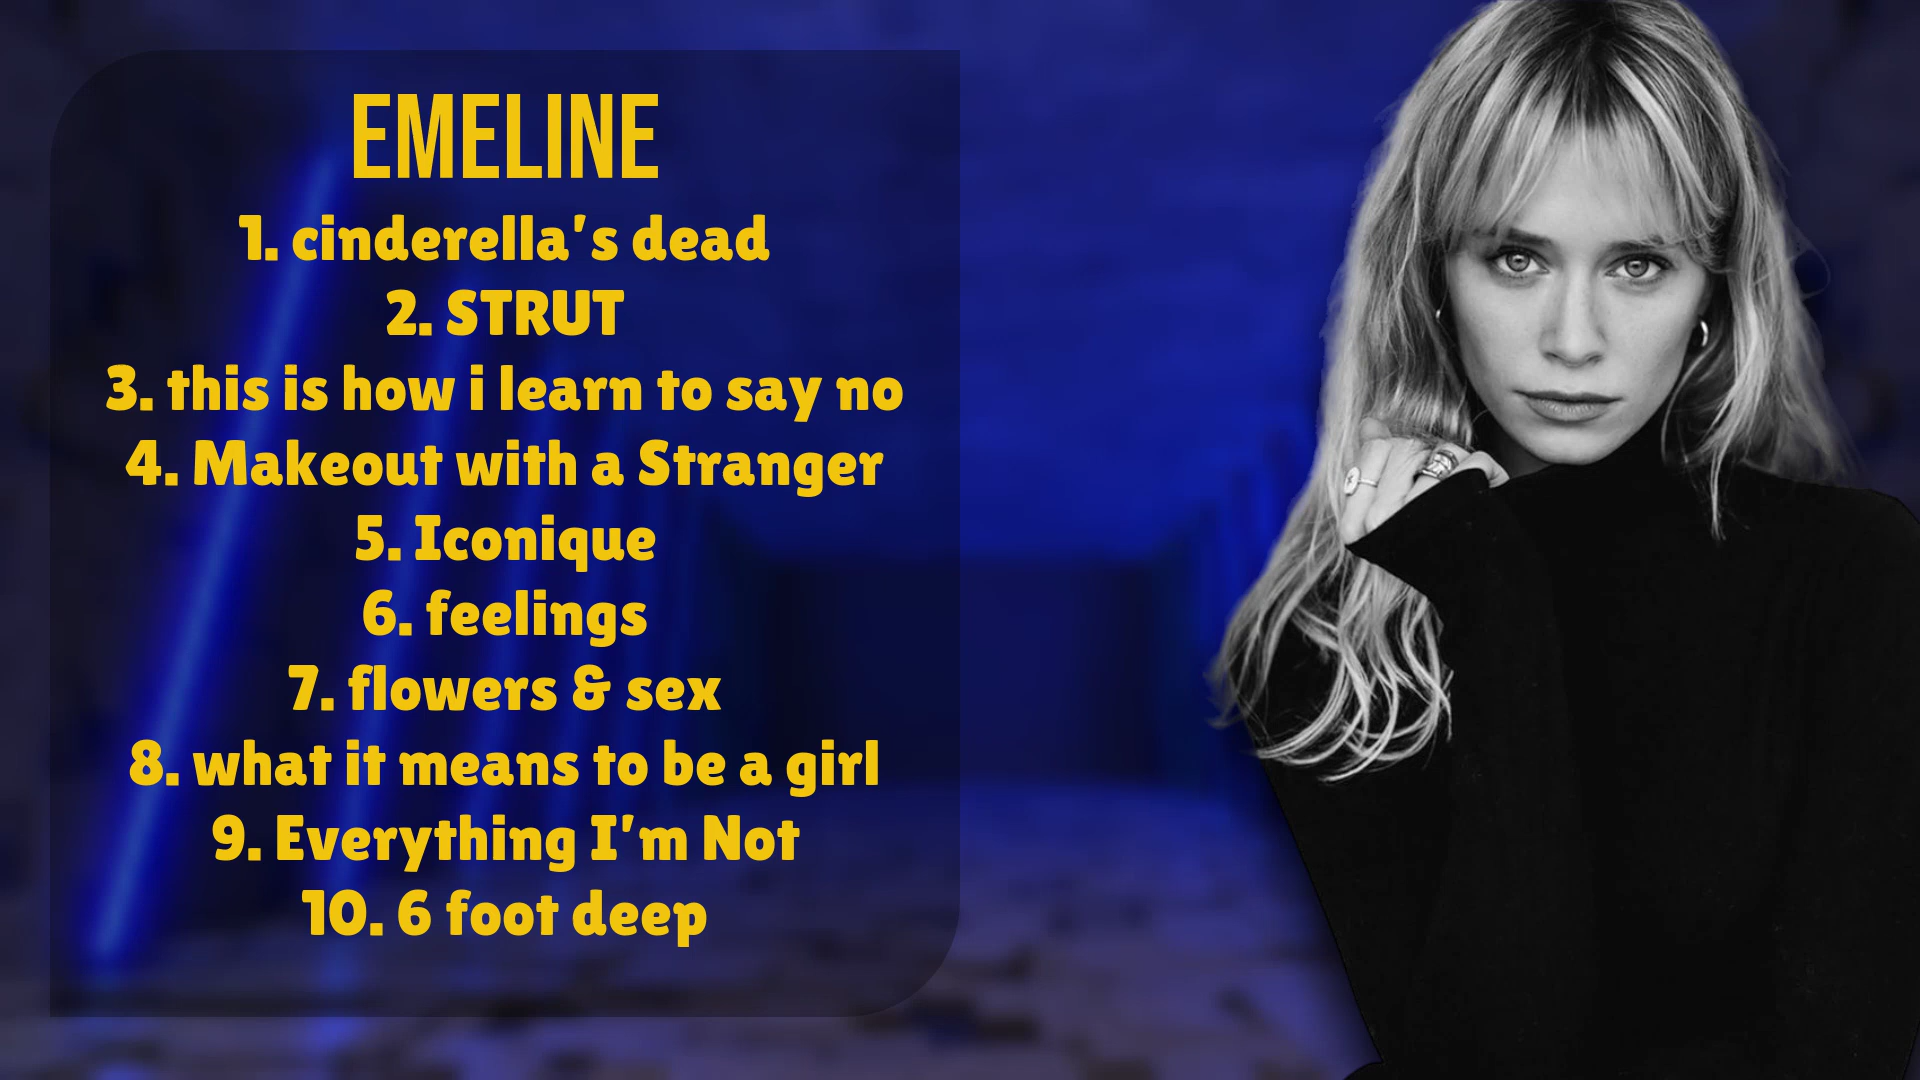 EMELINE
1. cinderella's dead
2. STRUT
3. this is how i learn to say no
4. Makeout with a Stranger
5. Iconique
6. feelings
7. flowers & sex
8. what it means to be a girl
9. Everything I'm Not
10. 6 foot deep